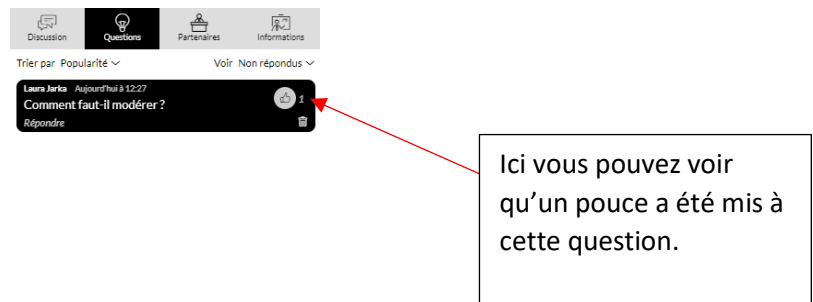 Discussion Questions Partenaires Informations
Trier par Popularité Voir Non répondus
Laura Jarka Aujourd'hui à 12:27
Comment faut-il modérer ?
1
Répondre
Ici vous pouvez voir
qu'un pouce a été mis à
cette question.